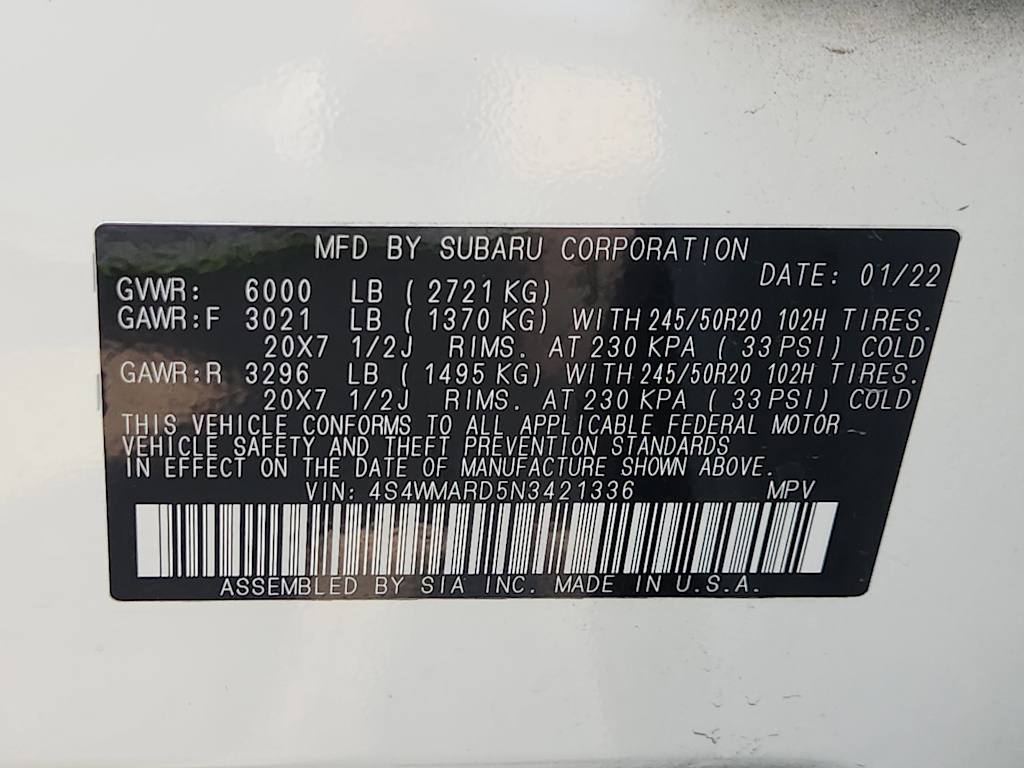 MFD BY SUBARU CORPORATION
DATE: 01/22
GVWR: 6000 LB ( 2721 KG)
GAWR:F 3021 LB ( 1370 KG) WITH 245/50R20 102H TIRES.
20X7 1/2J RIMS. AT 230 KPA ( 33 PSI) COLD
GAWR:R 3296 LB ( 1495 KG) WITH 245/50R20 102H TIRES.
20X7 1/2J RIMS. AT 230 KPA ( 33 PSI) COLD
THIS VEHICLE CONFORMS TO ALL APPLICABLE FEDERAL MOTOR
VEHICLE SAFETY AND THEFT PREVENTION STANDARDS
IN EFFECT ON THE DATE OF MANUFACTURE SHOWN ABOVE.
VIN: 4S4WMARD5N3421336 MPV
ASSEMBLED BY SIA INC. MADE IN U.S.A.